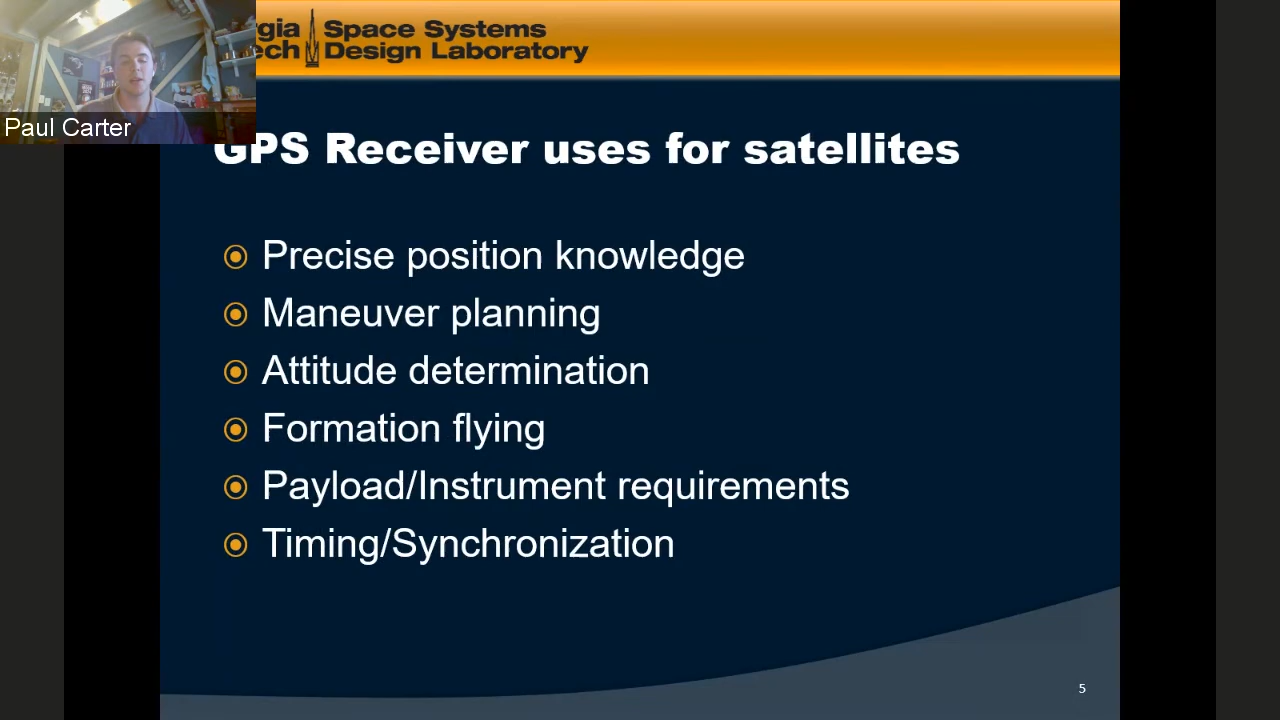 gia Space Systems
ech Design Laboratory
Paul Carter
GPS Receiver uses for satellites
Precise position knowledge
Maneuver planning
Attitude determination
Formation flying
Payload/Instrument requirements
Timing/Synchronization
5